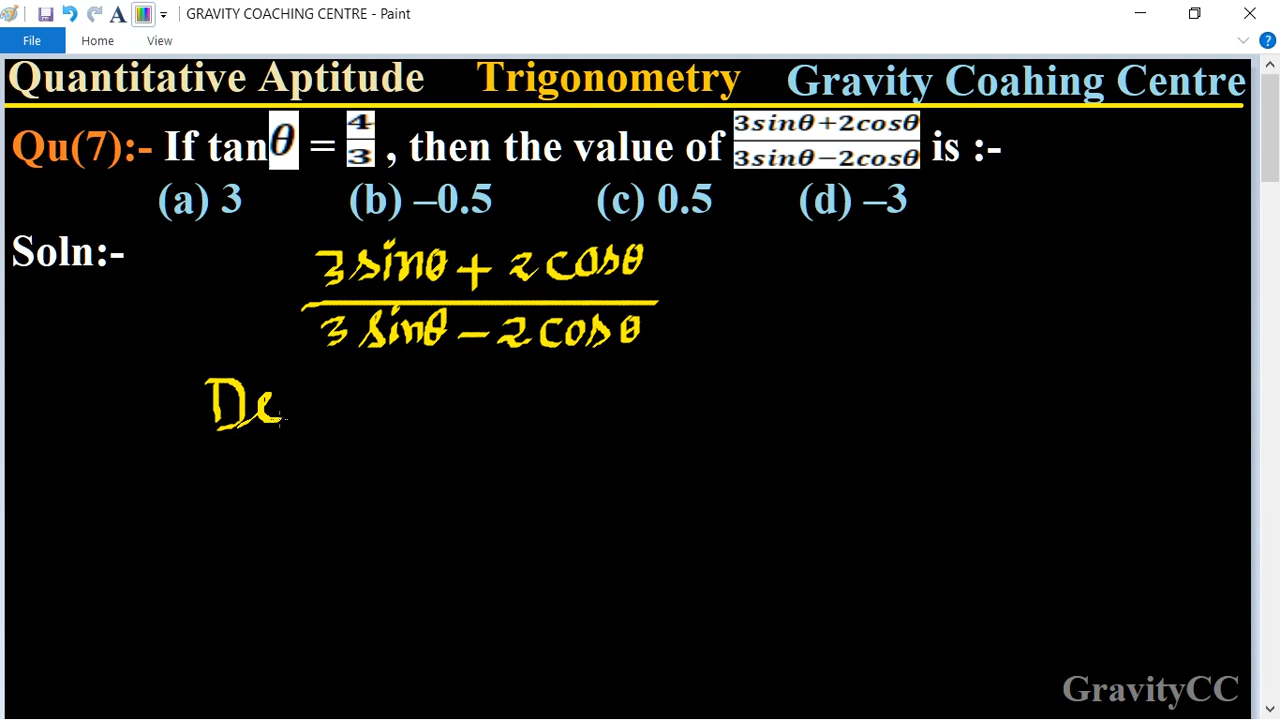 GRAVITY COACHING CENTRE - Paint
File Home View
Quantitative Aptitude Trigonometry Gravity Coahing Centre
Qu(7):- If tanθ = 4/3 , then the value of 3sinθ+2cosθ/3sinθ−2cosθ is :-
(a) 3 (b) –0.5 (c) 0.5 (d) –3
Soln:-
3sinθ + 2cosθ
3sinθ − 2cosθ
De
GravityCC